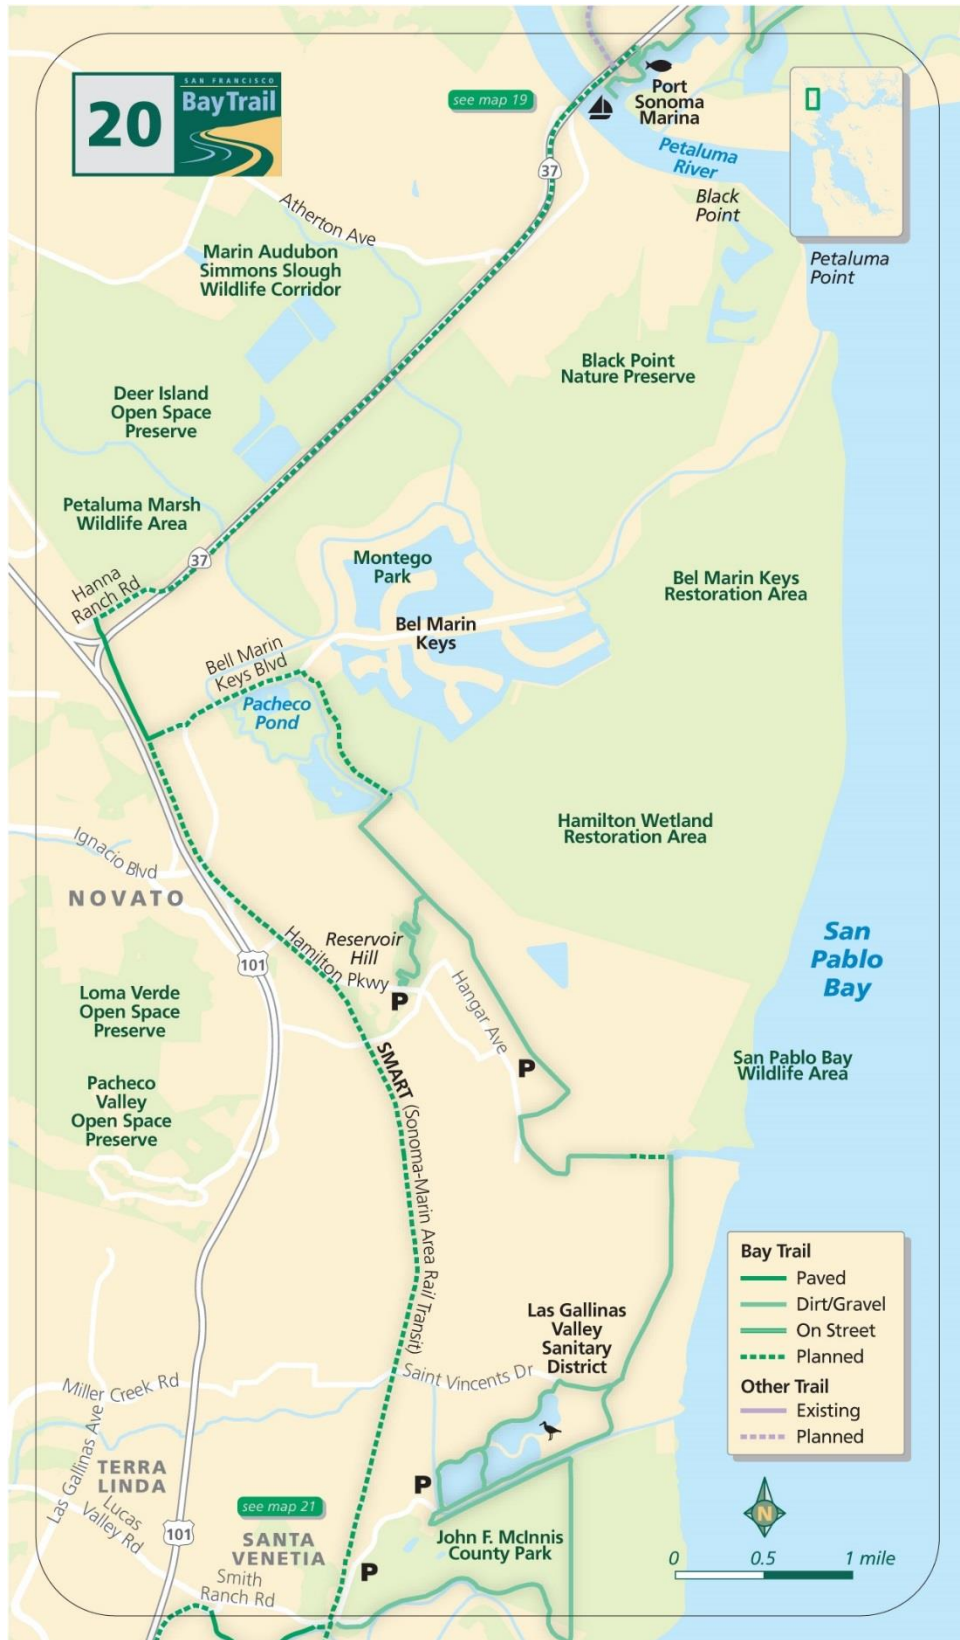 20
SAN FRANCISCO
Bay Trail
see map 19
Port
Sonoma
Marina
Petaluma
River
Black
Point
Petaluma
Point
37
Atherton Ave
Marin Audubon
Simmons Slough
Wildlife Corridor
Black Point
Nature Preserve
Deer Island
Open Space
Preserve
Petaluma Marsh
Wildlife Area
37
Hanna
Ranch Rd
Montego
Park
Bel Marin Keys
Restoration Area
Bel Marin
Keys
Bell Marin
Keys Blvd
Pacheco
Pond
Hamilton Wetland
Restoration Area
Ignacio Blvd
NOVATO
101
Reservoir
Hill
Hamilton Pkwy
P
San
Pablo
Bay
Loma Verde
Open Space
Preserve
Hangar Ave
P
San Pablo Bay
Wildlife Area
Pacheco
Valley
Open Space
Preserve
SMART (Sonoma-Marin Area Rail Transit)
Bay Trail
Paved
Dirt/Gravel
On Street
Planned
Other Trail
Existing
Planned
Las Gallinas
Valley
Sanitary
District
Saint Vincents Dr
Miller Creek Rd
Las Gallinas Ave
TERRA
LINDA
Lucas
Valley Rd
101
see map 21
SANTA
VENETIA
Smith
Ranch Rd
P
P
John F. McInnis
County Park
N
0 0.5 1 mile